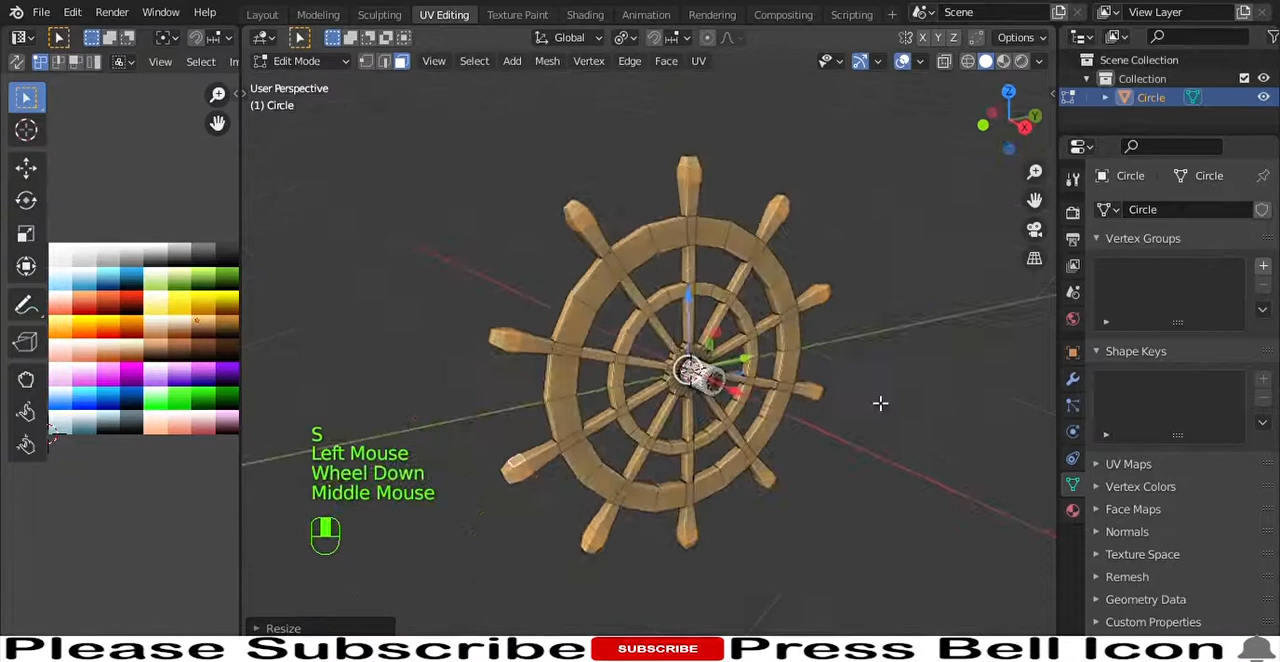 File Edit Render Window Help Layout Modeling Sculpting UV Editing Texture Paint Shading Animation Rendering Compositing Scripting + Scene View Layer
Global X Y Z Options
View Select Edit Mode View Select Add Mesh Vertex Edge Face UV
Scene Collection
Collection
Circle
User Perspective
(1) Circle
Z
Y
X
Circle Circle
Circle
Vertex Groups
Shape Keys
S
Left Mouse
Wheel Down
Middle Mouse
UV Maps
Vertex Colors
Face Maps
Normals
Texture Space
Remesh
Geometry Data
Custom Properties
Resize
Please Subscribe SUBSCRIBE Press Bell Icon